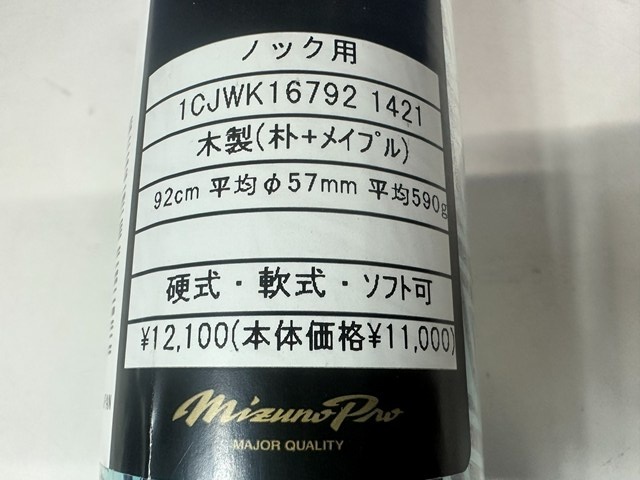 ノック用
1CJWK16792 1421
木製(朴+メイプル)
92cm 平均φ57mm 平均590g
硬式・軟式・ソフト可
¥12,100(本体価格¥11,000)
Mizuno Pro
MAJOR QUALITY